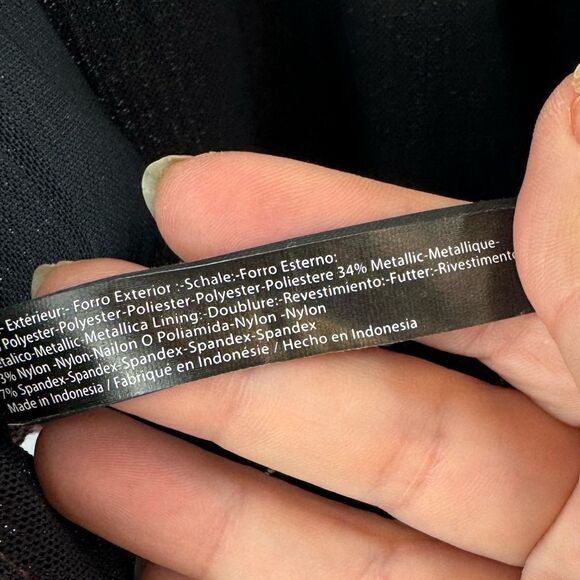 - Extérieur:- Forro Exterior :-Schale:-Forro Esterno:
Polyester-Polyester-Poliester-Polyester-Poliestere 34% Metallic-Metallique-
talico-Metallic-Metallica Lining:-Doublure:-Revestimiento:-Futter:-Rivestimento
3% Nylon -Nylon-Nailon O Poliamida-Nylon -Nylon
7% Spandex-Spandex-Spandex-Spandex-Spandex
Made in Indonesia / Fabriqué en Indonésie / Hecho en Indonesia